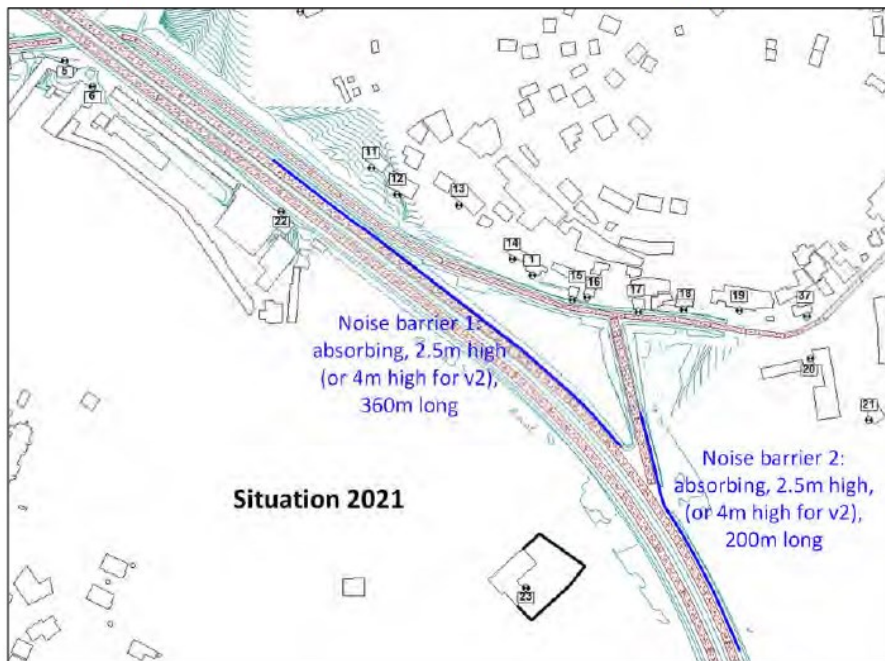 5
6
11
12
13
22
14
1
15
16
17
18
19
37
20
21
Noise barrier 1:
absorbing, 2.5m high
(or 4m high for v2),
360m long
Noise barrier 2:
absorbing, 2.5m high,
(or 4m high for v2),
200m long
Situation 2021
23